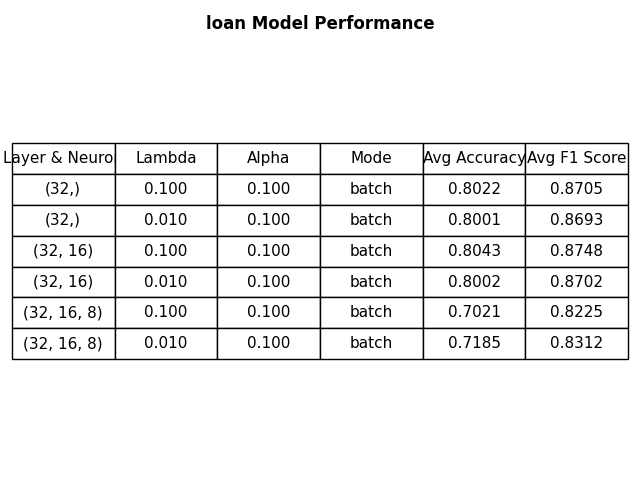 loan Model Performance
Layer & Neuro Lambda Alpha Mode Avg Accuracy Avg F1 Score
(32,) 0.100 0.100 batch 0.8022 0.8705
(32,) 0.010 0.100 batch 0.8001 0.8693
(32, 16) 0.100 0.100 batch 0.8043 0.8748
(32, 16) 0.010 0.100 batch 0.8002 0.8702
(32, 16, 8) 0.100 0.100 batch 0.7021 0.8225
(32, 16, 8) 0.010 0.100 batch 0.7185 0.8312